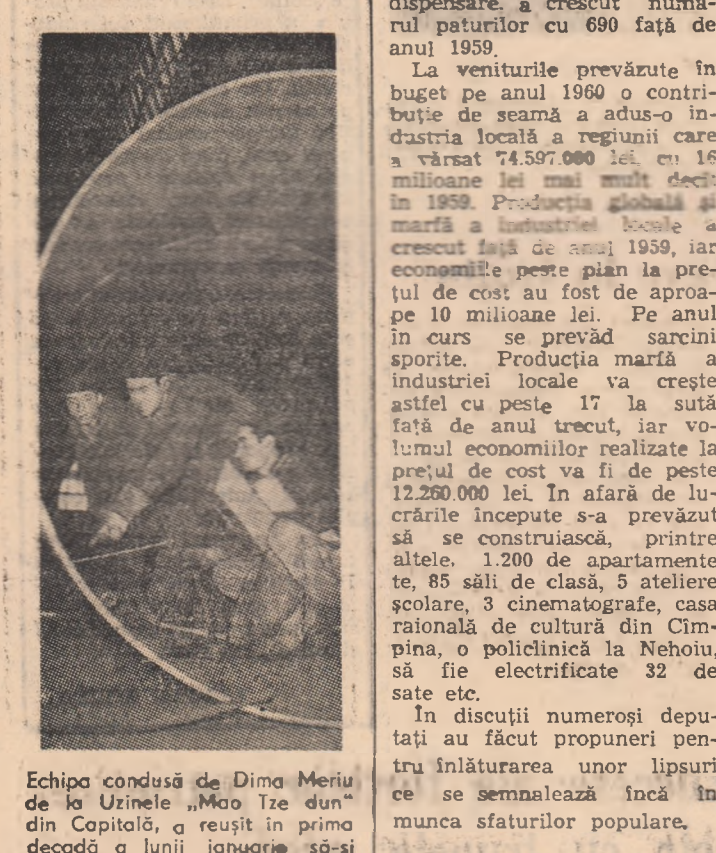 dispensare, a crescut numă-
rul paturilor cu 690 față de
anul 1959.
La veniturile prevăzute în
buget pe anul 1960 o contri-
buție de seamă a adus-o in-
dustria locală a regiunii care
a vărsat 74.597.000 lei, cu 16
milioane lei mai mult decît
în 1959. Producția globală și
marfă a industriei locale a
crescut față de anul 1959, iar
economiile peste plan la pre-
țul de cost au fost de aproa-
pe 10 milioane lei. Pe anul
în curs se prevăd sarcini
sporite. Producția marfă a
industriei locale va crește
astfel cu peste 17 la sută
față de anul trecut, iar vo-
lumul economiilor realizate la
prețul de cost va fi de peste
12.260.000 lei. În afară de lu-
crările începute s-a prevăzut
să se construiască, printre
altele, 1.200 de apartamente
te, 85 săli de clasă, 5 ateliere
școlare, 3 cinematografe, casa
raională de cultură din Cîm-
pina, o policlinică la Nehoiu,
să fie electrificate 32 de
sate etc.
În discuții numeroși depu-
tați au făcut propuneri pen-
tru înlăturarea unor lipsuri
ce se semnalează încă în
munca sfaturilor populare.
Echipa condusă de Dima Meriu
de la Uzinele „Mao Tze dun"
din Capitală, a reușit în prima
decadă a lunii ianuarie să-și